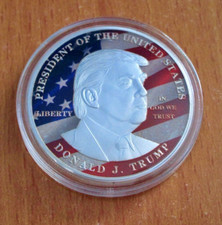 PRESIDENT OF THE UNITED STATES
LIBERTY
IN
GOD WE
TRUST
DONALD J. TRUMP